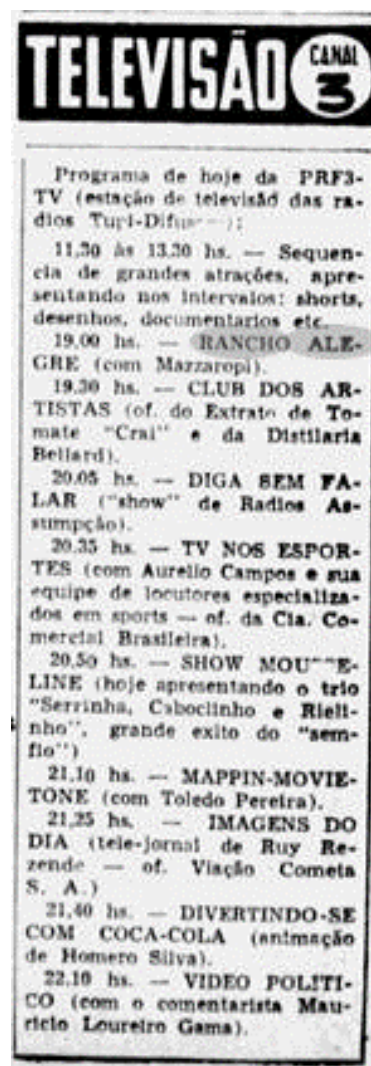 TELEVISÃO CANAL 3
Programa de hoje da PRF3-
TV (estação de televisão das ra-
dios Tupi-
11,30 às 13,30 hs. — Sequen-
cia de grandes atrações, apre-
sentando nos intervalos: shorts,
desenhos, documentarios etc.
19,00 hs. — RANCHO ALE-
GRE (com Mazzaropi).
19,30 hs. — CLUB DOS AR-
TISTAS (of. do Extrato de To-
mate "Crai" e da Distilaria
Bellard).
20,05 hs. — DIGA SEM FA-
LAR ("show" de Radios As-
sumpção).
20,35 hs. — TV NOS ESPOR-
TES (com Aurelio Campos e sua
equipe de locutores especializa-
dos em sports — of. da Cia. Co-
mercial Brasileira).
20,50 hs. — SHOW
LINE (hoje apresentando o trio
"Serrinha, Caboclinho e Rieli-
nho", grande exito do "sem-
fio")
21,10 hs. — MAPPIN-MOVIE-
TONE (com Toledo Pereira).
21,25 hs. — IMAGENS DO
DIA (tele-jornal de Ruy Re-
zende — of. Viação Cometa
S. A.)
21,40 hs. — DIVERTINDO-SE
COM COCA-COLA (animação
de Homero Silva).
22,10 hs. — VIDEO POLITI-
CO (com o comentarista Mau-
ricio Loureiro Gama).